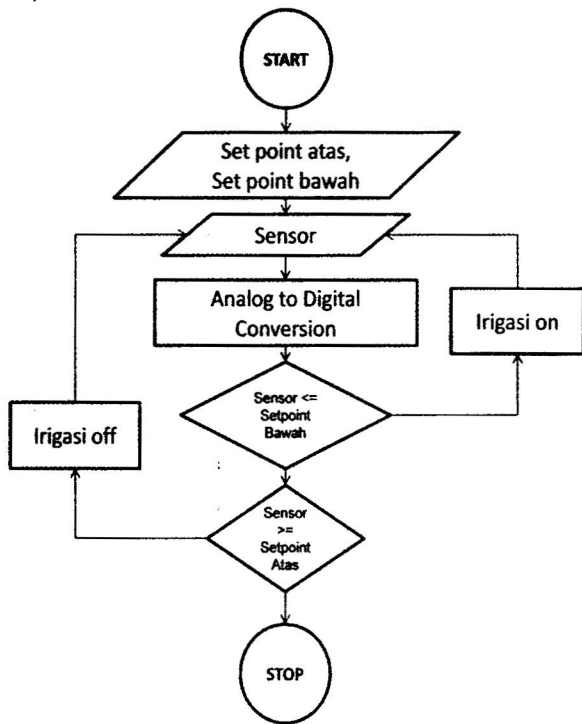 START
Set point atas,
Set point bawah
Sensor
Analog to Digital
Conversion
Irigasi on
Sensor <=
Setpoint
Bawah
Irigasi off
Sensor
>=
Setpoint
Atas
STOP